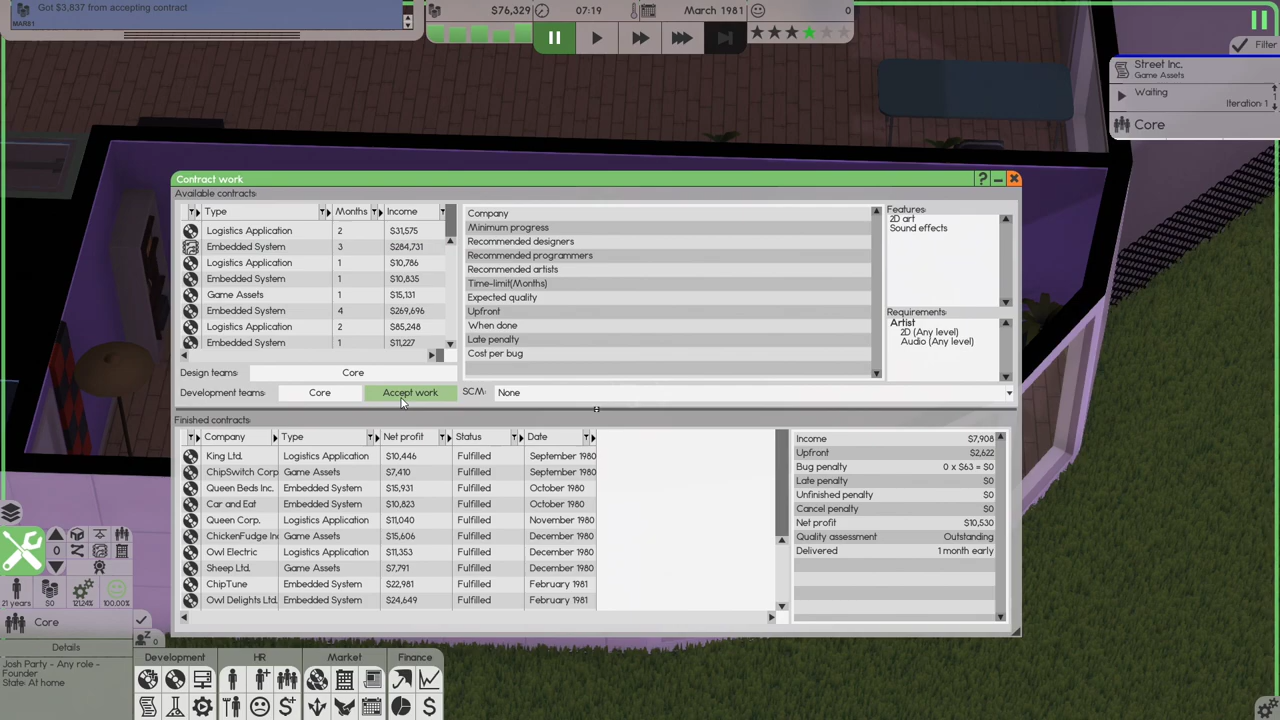 Got $3,837 from accepting contract
MAR81
$76,329
07:19
March 1981
0
Filter
Street Inc.
Game Assets
Waiting
Iteration: 1
1
Core
Contract work
?
Available contracts:
Type Months Income
Logistics Application 2 $31,575
Embedded System 3 $284,731
Logistics Application 1 $10,786
Embedded System 1 $10,835
Game Assets 1 $15,131
Embedded System 4 $269,696
Logistics Application 2 $85,248
Embedded System 1 $11,227
Company
Minimum progress
Recommended designers
Recommended programmers
Recommended artists
Time-limit(Months)
Expected quality
Upfront
When done
Late penalty
Cost per bug
Features:
2D art
Sound effects
Requirements:
Artist
2D (Any level)
Audio (Any level)
Design teams: Core
Development teams: Core Accept work SCM: None
Finished contracts:
Company Type Net profit Status Date
King Ltd. Logistics Application $10,446 Fulfilled September 1980
ChipSwitch Corp Game Assets $7,410 Fulfilled September 1980
Queen Beds Inc. Embedded System $15,931 Fulfilled October 1980
Car and Eat Embedded System $10,823 Fulfilled October 1980
Queen Corp. Logistics Application $11,040 Fulfilled November 1980
ChickenFudge Inc Game Assets $15,606 Fulfilled December 1980
Owl Electric Logistics Application $11,353 Fulfilled December 1980
Sheep Ltd. Game Assets $7,791 Fulfilled December 1980
ChipTune Embedded System $22,981 Fulfilled February 1981
Owl Delights Ltd. Embedded System $24,649 Fulfilled February 1981
Income $7,908
Upfront $2,622
Bug penalty 0 x $63 = $0
Late penalty $0
Unfinished penalty $0
Cancel penalty $0
Net profit $10,530
Quality assessment Outstanding
Delivered 1 month early
0
21 years
$0
121.24%
100.00%
Core
Details
Z 0
Josh Party - Any role -
Founder
State: At home
Development HR Market Finance